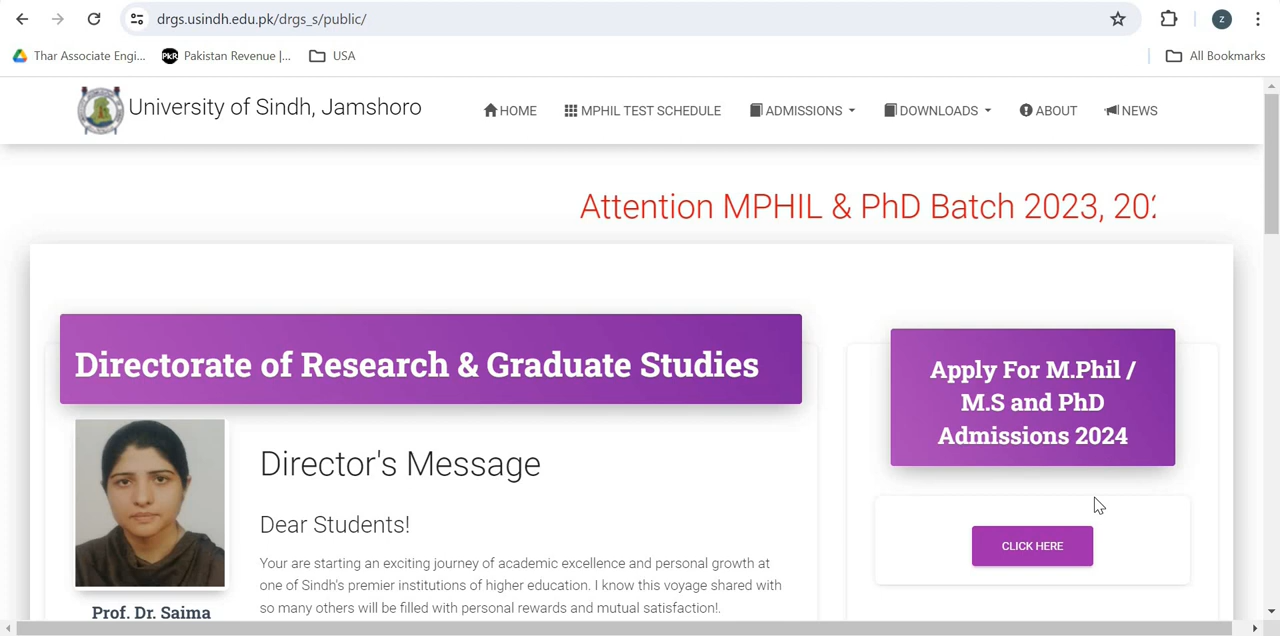 drgs.usindh.edu.pk/drgs_s/public/
z
Thar Associate Engi...
PkR
Pakistan Revenue |...
USA
All Bookmarks
University of Sindh, Jamshoro
HOME
MPHIL TEST SCHEDULE
ADMISSIONS
DOWNLOADS
ABOUT
NEWS
Attention MPHIL & PhD Batch 2023, 202
Directorate of Research & Graduate Studies
Director's Message
Dear Students!
Your are starting an exciting journey of academic excellence and personal growth at
one of Sindh's premier institutions of higher education. I know this voyage shared with
so many others will be filled with personal rewards and mutual satisfaction!.
Prof. Dr. Saima
Apply For M.Phil /
M.S and PhD
Admissions 2024
CLICK HERE